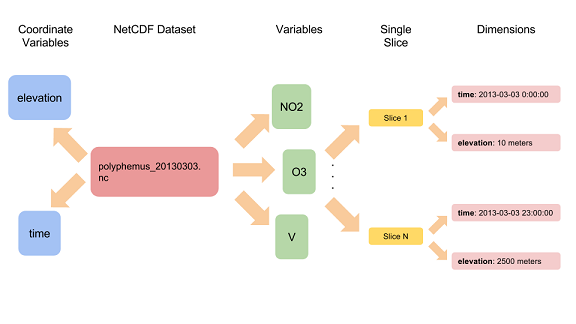 Coordinate
Variables
NetCDF Dataset
Variables
Single
Slice
Dimensions
elevation
time
polyphemus_20130303.
nc
NO2
O3
V
Slice 1
Slice N
time: 2013-03-03 0:00:00
elevation: 10 meters
time: 2013-03-03 23:00:00
elevation: 2500 meters